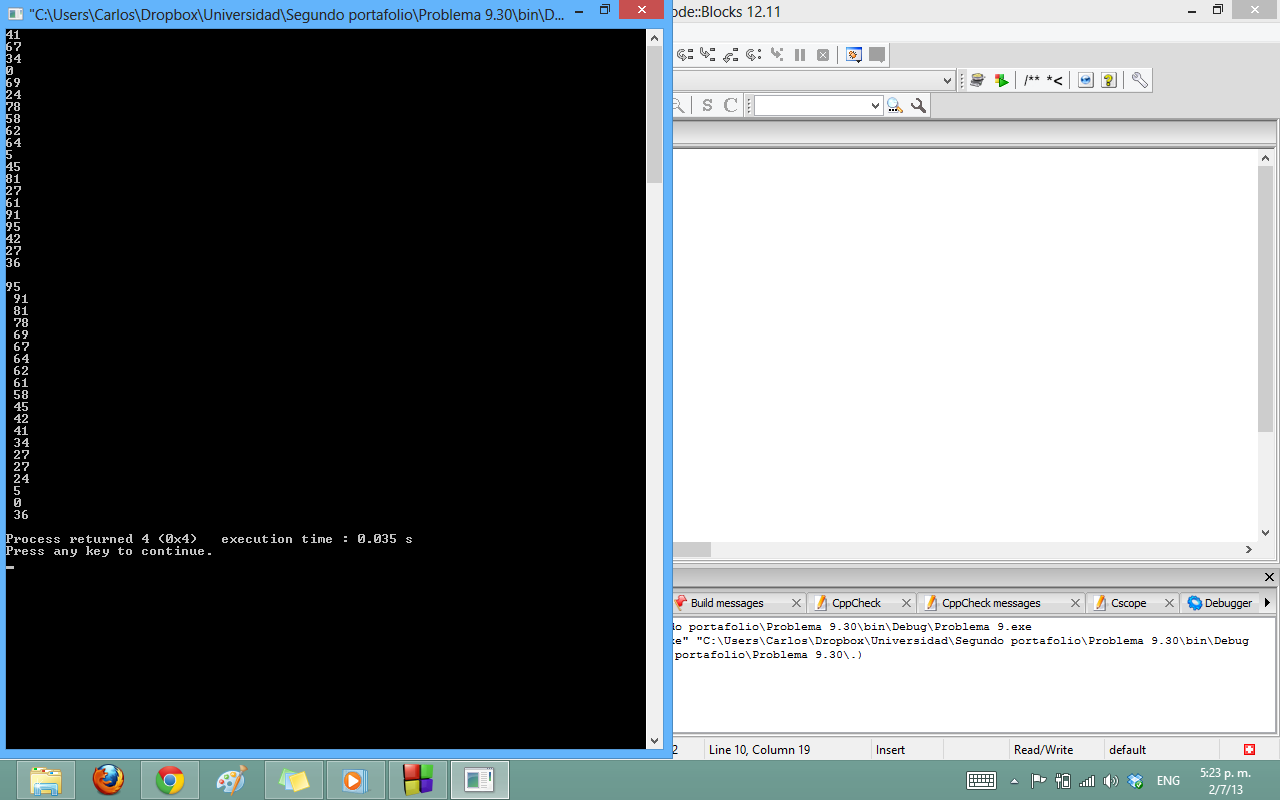 "C:\Users\Carlos\Dropbox\Universidad\Segundo portafolio\Problema 9.30\bin\D...
ode::Blocks 12.11
41
67
34
0
69
24
78
58
62
64
5
45
81
27
61
91
95
42
27
36
95
91
81
78
69
67
64
62
61
58
45
42
41
34
27
27
24
5
0
36
Process returned 4 (0x4)   execution time : 0.035 s
Press any key to continue.
/** *<
S C
Build messages
CppCheck
CppCheck messages
Cscope
Debugger
do portafolio\Problema 9.30\bin\Debug\Problema 9.exe
xe" "C:\Users\Carlos\Dropbox\Universidad\Segundo portafolio\Problema 9.30\bin\Debug
portafolio\Problema 9.30\.)
2
Line 10, Column 19
Insert
Read/Write
default
ENG
5:23 p. m.
2/7/13